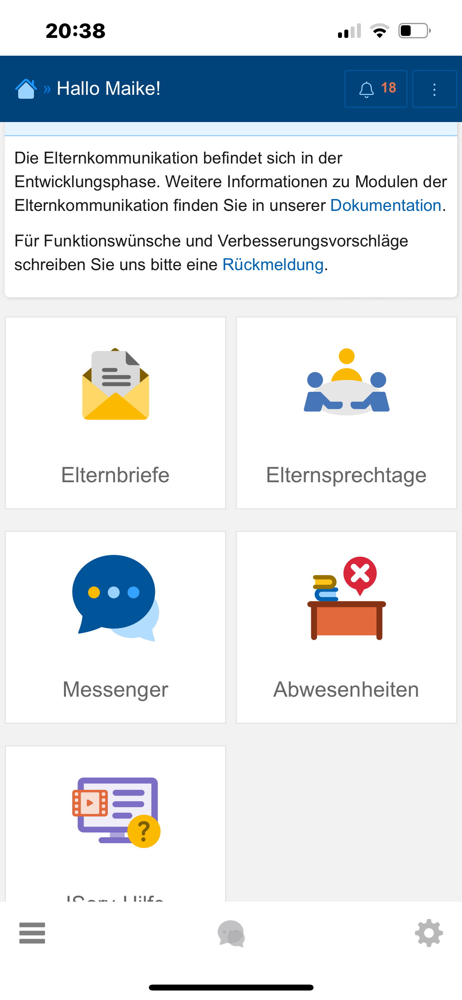 20:38
» Hallo Maike!
18
Die Elternkommunikation befindet sich in der
Entwicklungsphase. Weitere Informationen zu Modulen der
Elternkommunikation finden Sie in unserer Dokumentation.
Für Funktionswünsche und Verbesserungsvorschläge
schreiben Sie uns bitte eine Rückmeldung.
Elternbriefe
Elternsprechtage
Messenger
Abwesenheiten
?
IServ-Hilfe